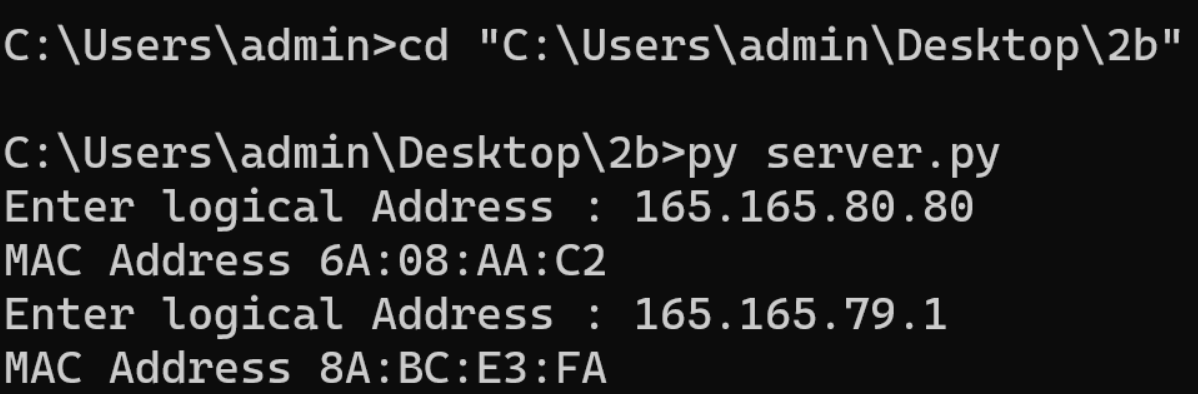 C:\Users\admin>cd "C:\Users\admin\Desktop\2b"
C:\Users\admin\Desktop\2b>py server.py
Enter logical Address : 165.165.80.80
MAC Address 6A:08:AA:C2
Enter logical Address : 165.165.79.1
MAC Address 8A:BC:E3:FA